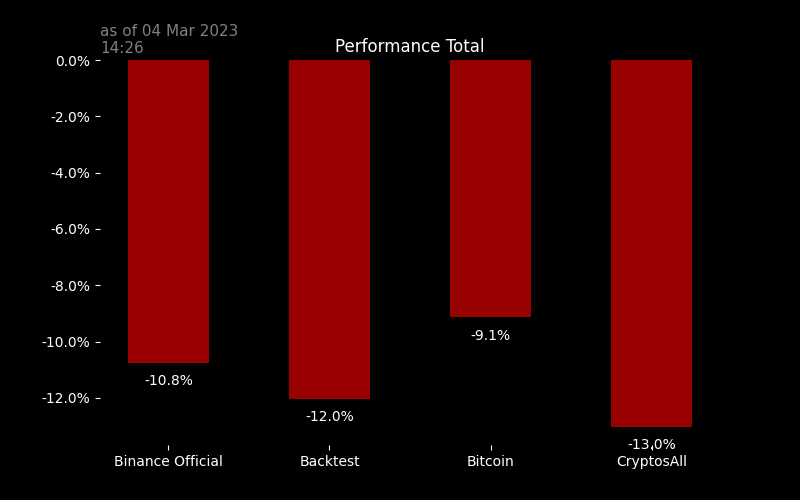 as of 04 Mar 2023
14:26
Performance Total
0.0%
-2.0%
-4.0%
-6.0%
-8.0%
-10.0%
-12.0%
-10.8%
-12.0%
-9.1%
-13.0%
Binance Official
Backtest
Bitcoin
CryptosAll